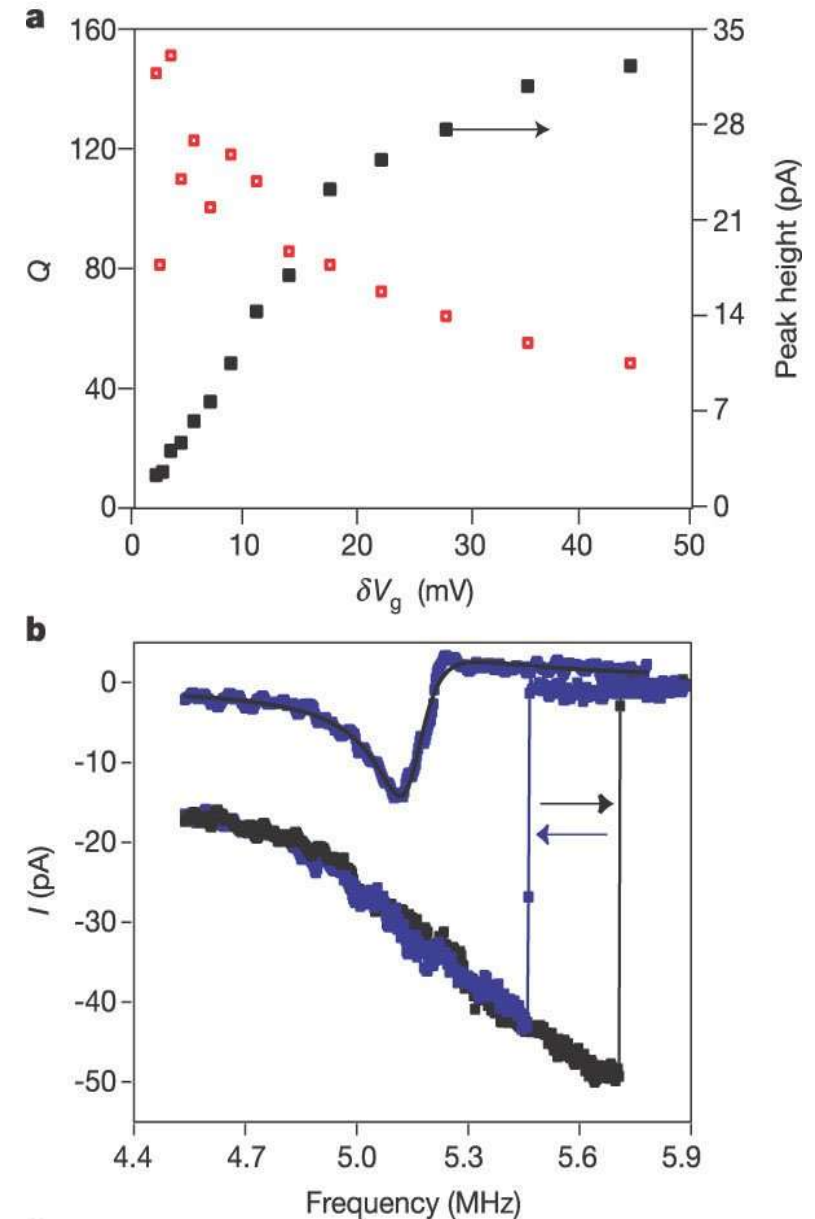 a
160
120
80
40
0
Q
35
28
21
14
7
0
Peak height (pA)
0 10 20 30 40 50
δVg (mV)
b
0
-10
-20
-30
-40
-50
I (pA)
4.4 4.7 5.0 5.3 5.6 5.9
Frequency (MHz)